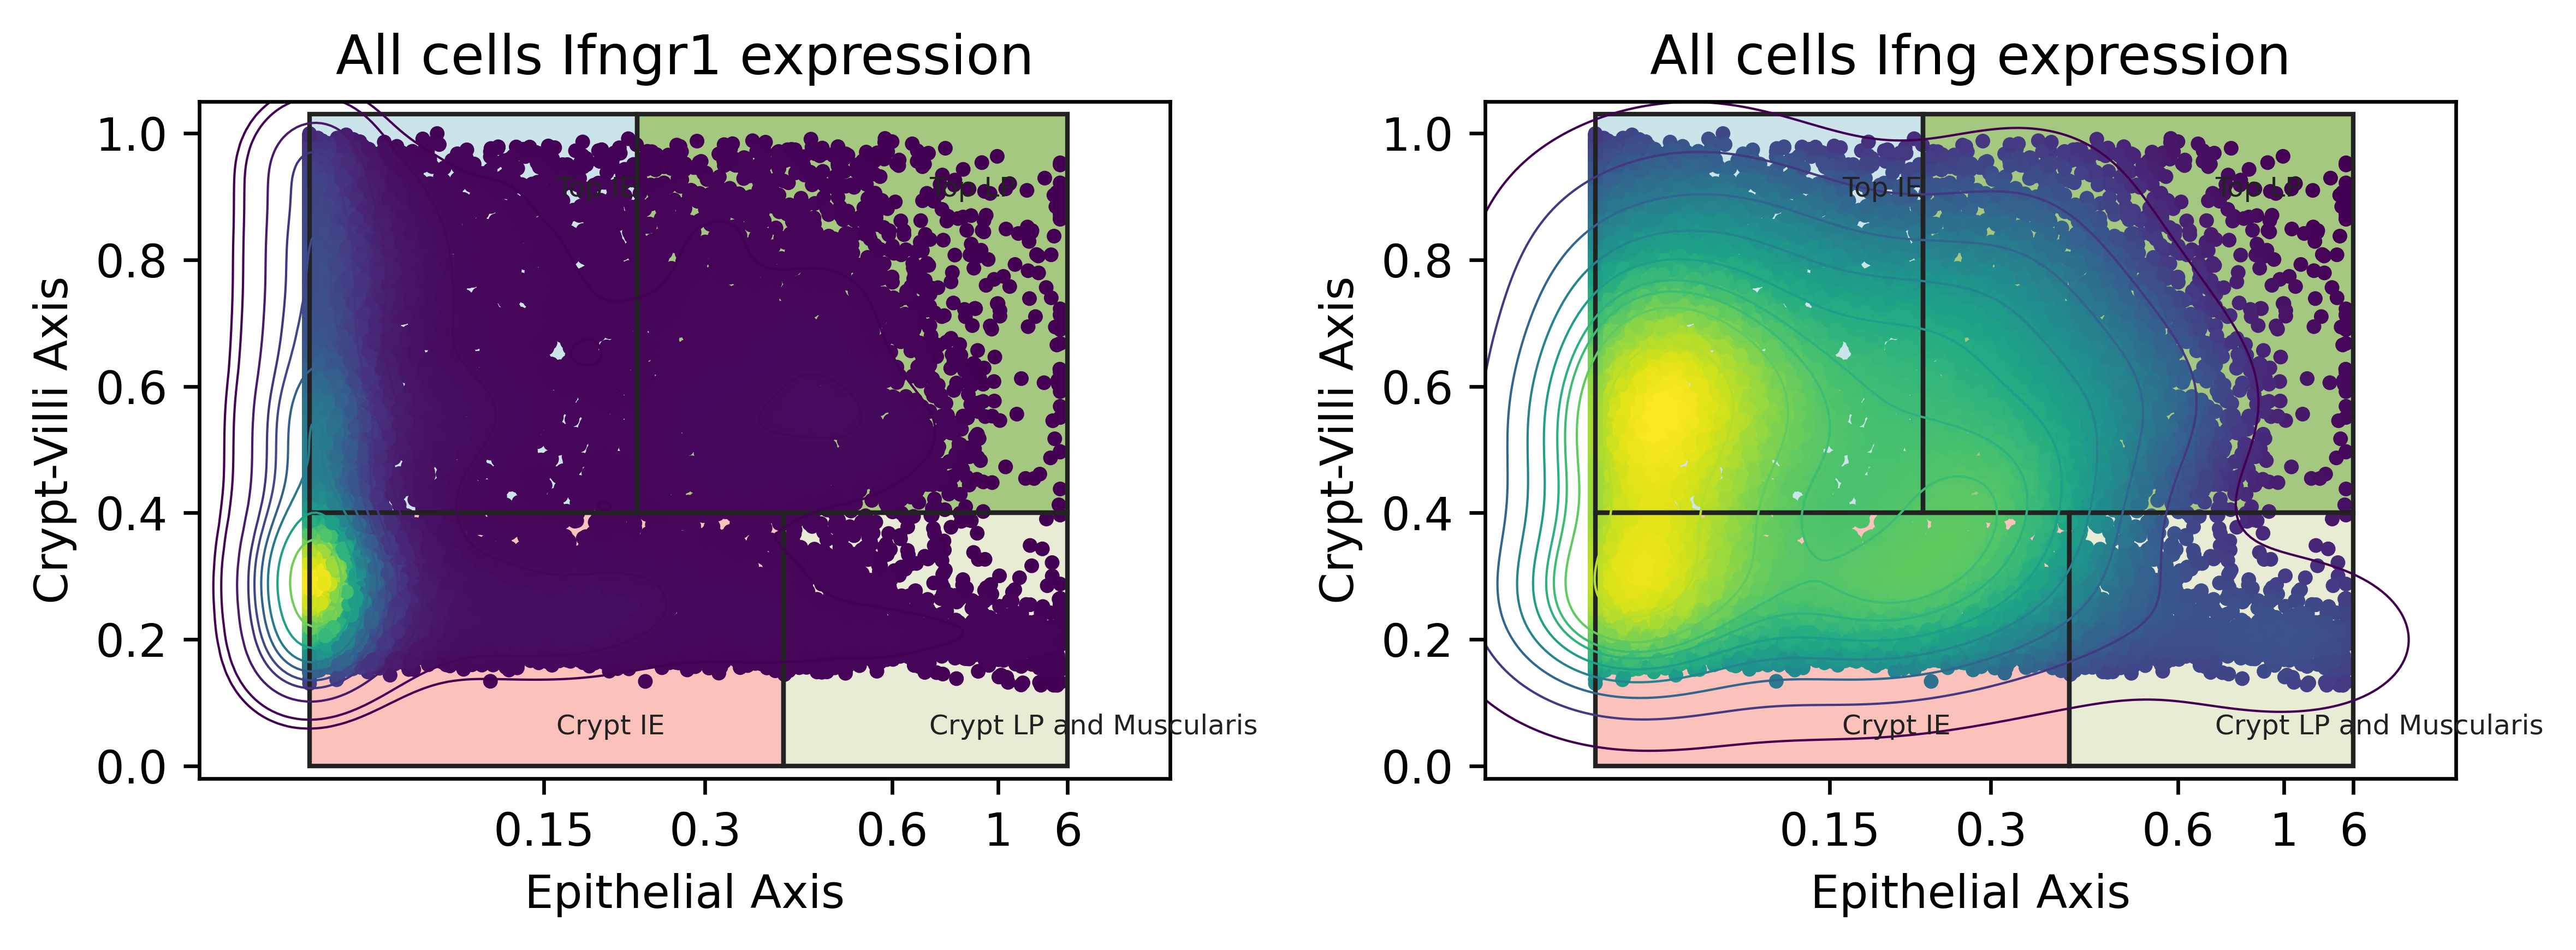 All cells Ifngr1 expression
Crypt-Villi Axis
1.0
0.8
0.6
0.4
0.2
0.0
Top IE
Top LP
Crypt IE
Crypt LP and Muscularis
0.15 0.3 0.6 1 6
Epithelial Axis
All cells Ifng expression
Crypt-Villi Axis
1.0
0.8
0.6
0.4
0.2
0.0
Top IE
Top LP
Crypt IE
Crypt LP and Muscularis
0.15 0.3 0.6 1 6
Epithelial Axis